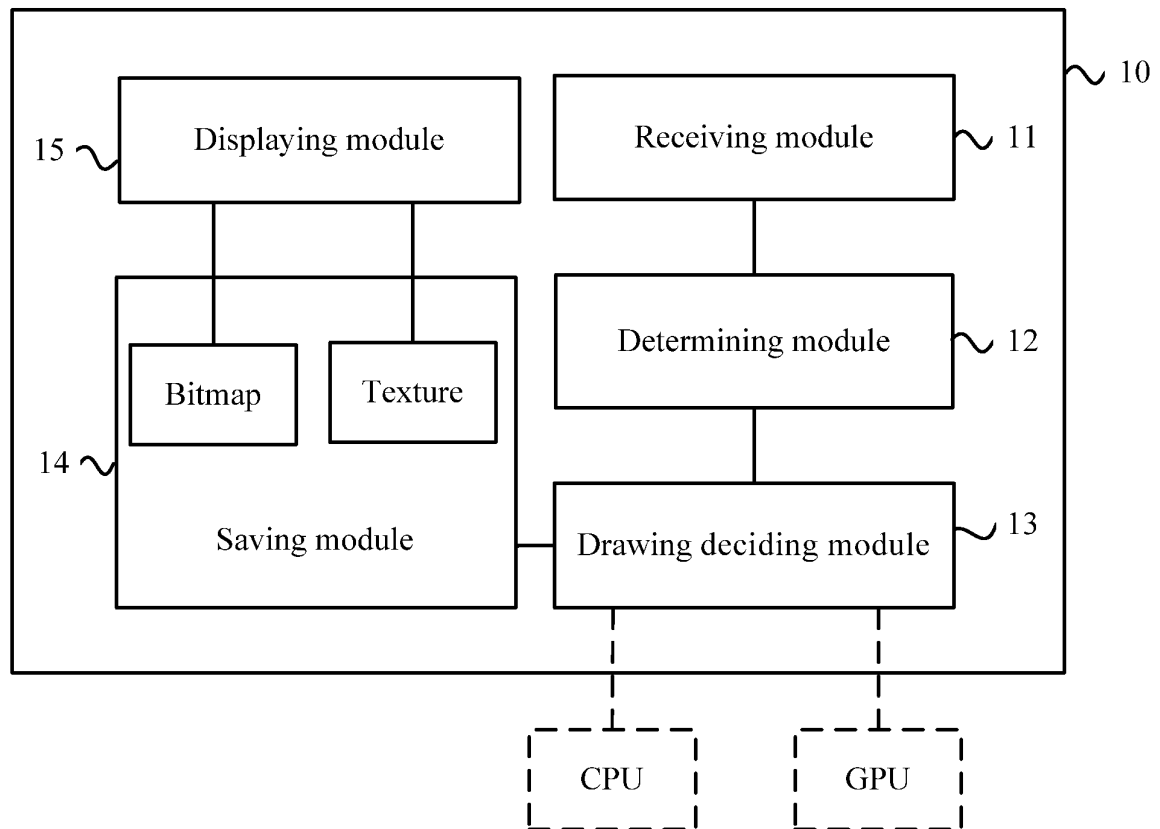 10
Displaying module
15
Receiving module
11
Determining module
12
Bitmap
Texture
14
Saving module
Drawing deciding module
13
CPU
GPU